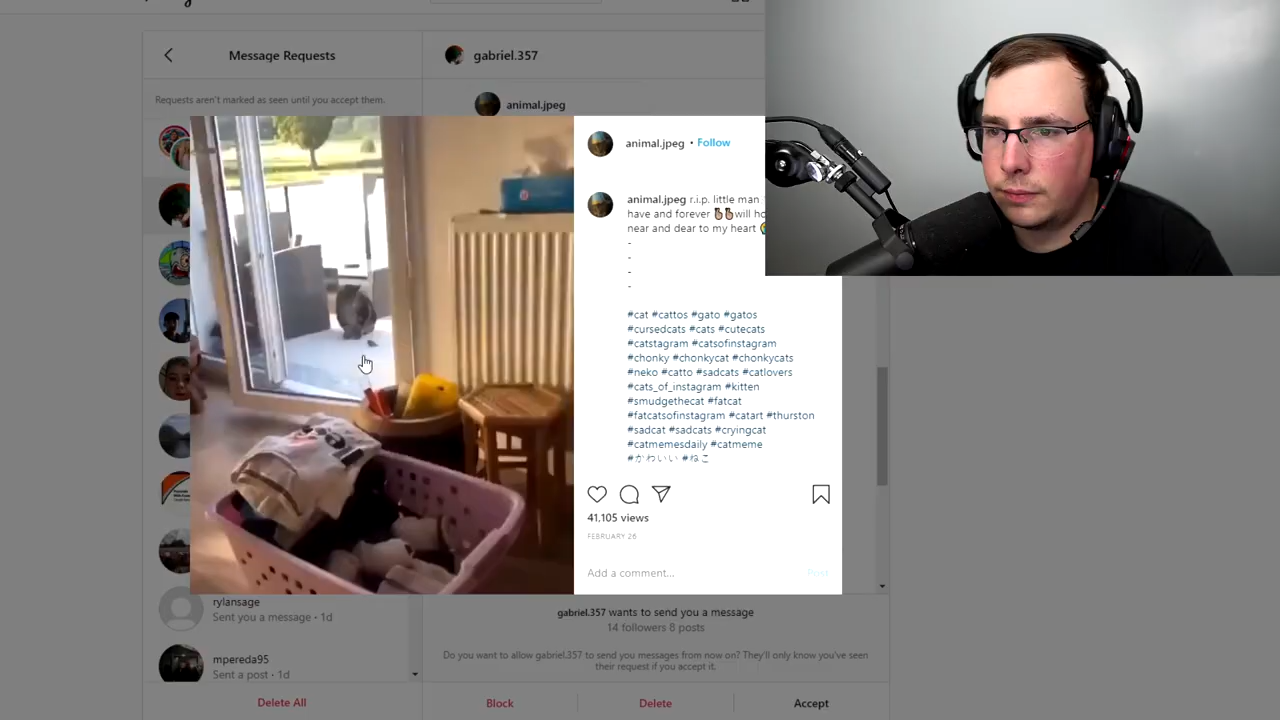 Message Requests
gabriel.357
Requests aren't marked as seen until you accept them.
animal.jpeg
animal.jpeg • Follow
animal.jpeg r.i.p. little man
have and forever will ho
near and dear to my heart
-
-
-
-
#cat #cattos #gato #gatos
#cursedcats #cats #cutecats
#catstagram #catsofinstagram
#chonky #chonkycat #chonkycats
#neko #catto #sadcats #catlovers
#cats_of_instagram #kitten
#smudgethecat #fatcat
#fatcatsofinstagram #catart #thurston
#sadcat #sadcats #cryingcat
#catmemesdaily #catmeme
#かわいい #ねこ
41,105 views
FEBRUARY 26
Add a comment... Post
rylansage
Sent you a message • 1d
mpereda95
Sent a post • 1d
Delete All
gabriel.357 wants to send you a message
14 followers 8 posts
Do you want to allow gabriel.357 to send you messages from now on? They'll only know you've seen
their request if you accept it.
Block Delete Accept